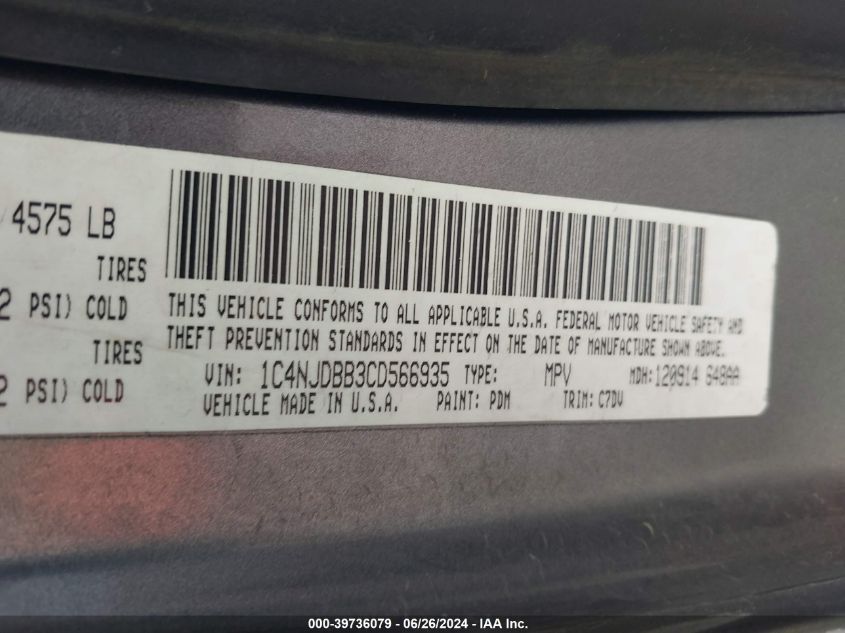 4575 LB
TIRES
2 PSI) COLD
TIRES
2 PSI) COLD
THIS VEHICLE CONFORMS TO ALL APPLICABLE U.S.A. FEDERAL MOTOR VEHICLE SAFETY AND
THEFT PREVENTION STANDARDS IN EFFECT ON THE DATE OF MANUFACTURE SHOWN ABOVE.
VIN: 1C4NJDBB3CD566935 TYPE: MPV MDH: 120914 848AA
VEHICLE MADE IN U.S.A. PAINT: PDM TRIM: C7DV
000-39736079 / 06/26/2024 - IAA Inc.